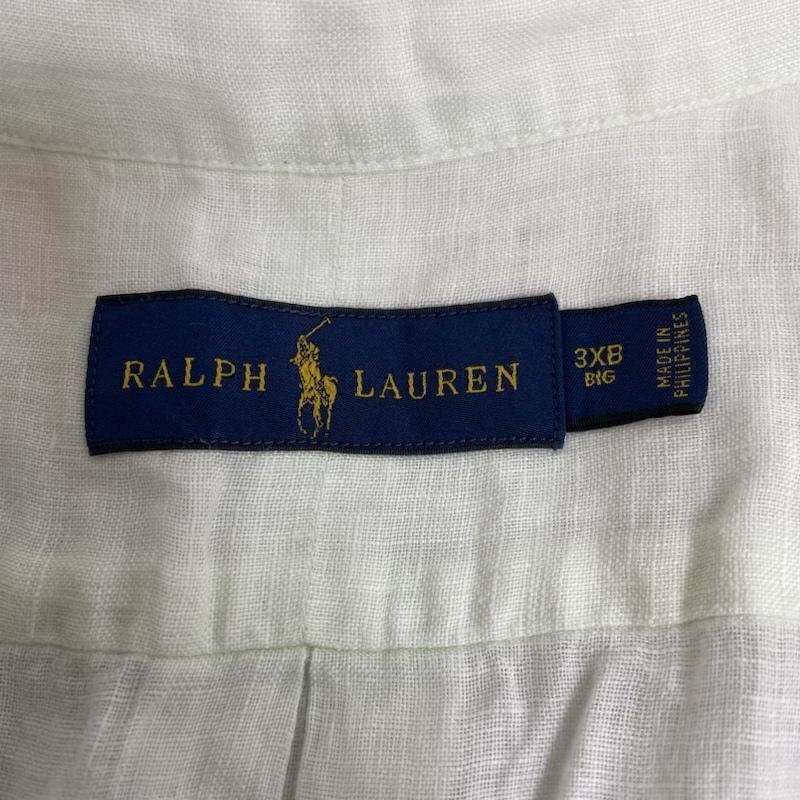 RALPH LAUREN
3XB
BIG
MADE IN
PHILIPPINES